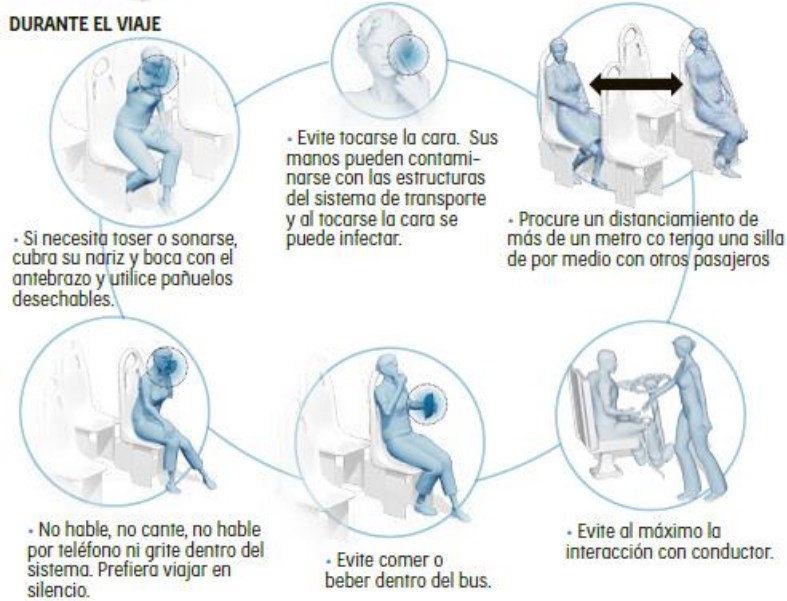 DURANTE EL VIAJE
• Si necesita toser o sonarse,
cubra su nariz y boca con el
antebrazo y utilice pañuelos
desechables.
• Evite tocarse la cara. Sus
manos pueden contami-
narse con las estructuras
del sistema de transporte
y al tocarse la cara se
puede infectar.
• Procure un distanciamiento de
más de un metro co tenga una silla
de por medio con otros pasajeros
• No hable, no cante, no hable
por teléfono ni grite dentro del
sistema. Prefiera viajar en
silencio.
• Evite comer o
beber dentro del bus.
• Evite al máximo la
interacción con conductor.